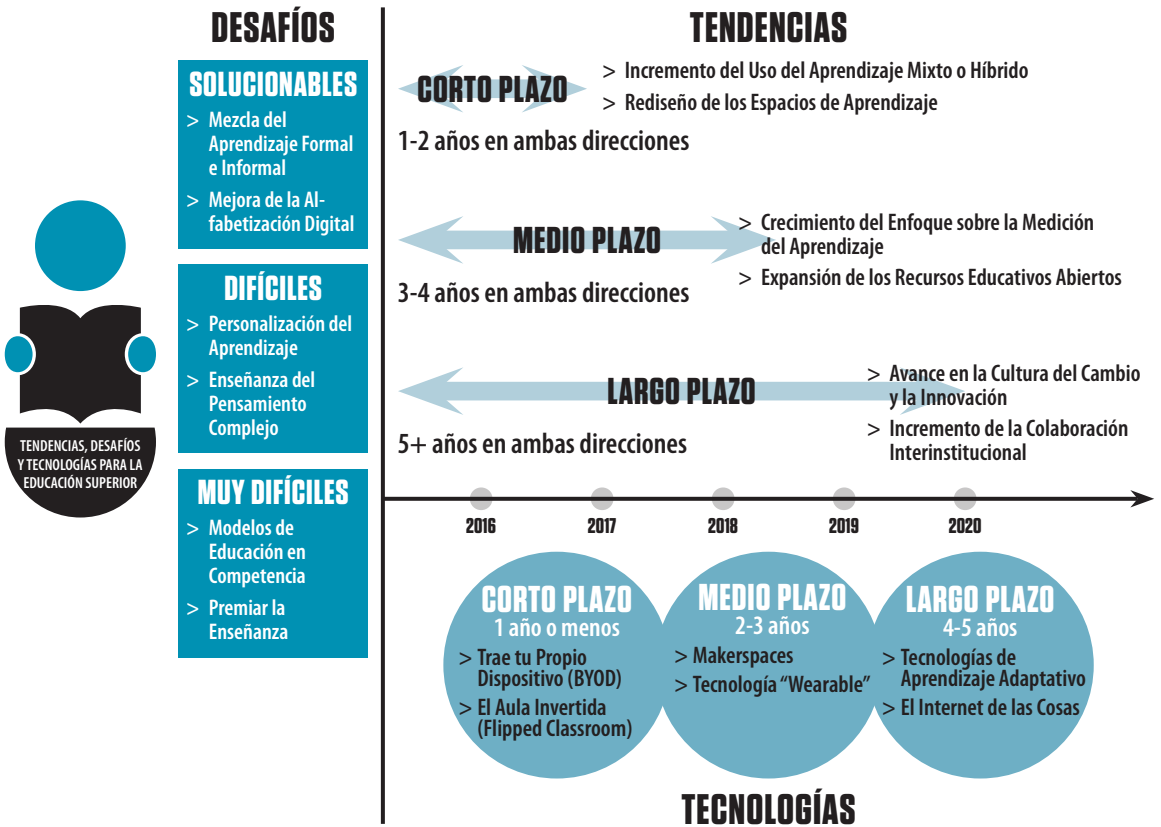 DESAFÍOS
SOLUCIONABLES
> Mezcla del
Aprendizaje Formal
e Informal
> Mejora de la Al-
fabetización Digital
DIFÍCILES
> Personalización del
Aprendizaje
> Enseñanza del
Pensamiento
Complejo
MUY DIFÍCILES
> Modelos de
Educación en
Competencia
> Premiar la
Enseñanza
TENDENCIAS, DESAFÍOS
Y TECNOLOGÍAS PARA LA
EDUCACIÓN SUPERIOR
TENDENCIAS
CORTO PLAZO
> Incremento del Uso del Aprendizaje Mixto o Híbrido
> Rediseño de los Espacios de Aprendizaje
1-2 años en ambas direcciones
MEDIO PLAZO
> Crecimiento del Enfoque sobre la Medición
del Aprendizaje
> Expansión de los Recursos Educativos Abiertos
3-4 años en ambas direcciones
LARGO PLAZO
> Avance en la Cultura del Cambio
y la Innovación
> Incremento de la Colaboración
Interinstitucional
5+ años en ambas direcciones
2016 2017 2018 2019 2020
CORTO PLAZO
1 año o menos
> Trae tu Propio
Dispositivo (BYOD)
> El Aula Invertida
(Flipped Classroom)
MEDIO PLAZO
2-3 años
> Makerspaces
> Tecnología “Wearable”
LARGO PLAZO
4-5 años
> Tecnologías de
Aprendizaje Adaptativo
> El Internet de las Cosas
TECNOLOGÍAS